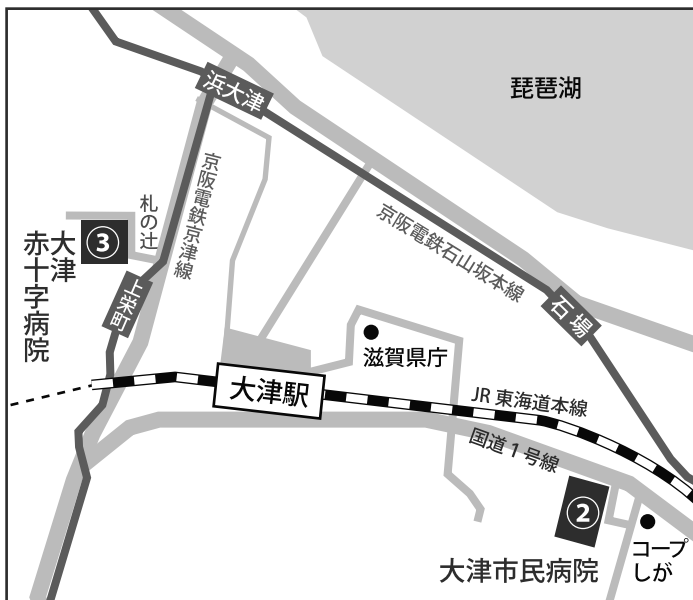 琵琶湖
浜大津
京阪電鉄京津線
札の辻
京阪電鉄石山坂本線
③
大津
赤十字病院
上栄町
石場
滋賀県庁
大津駅
JR 東海道本線
国道1号線
②
大津市民病院
コープ
しが